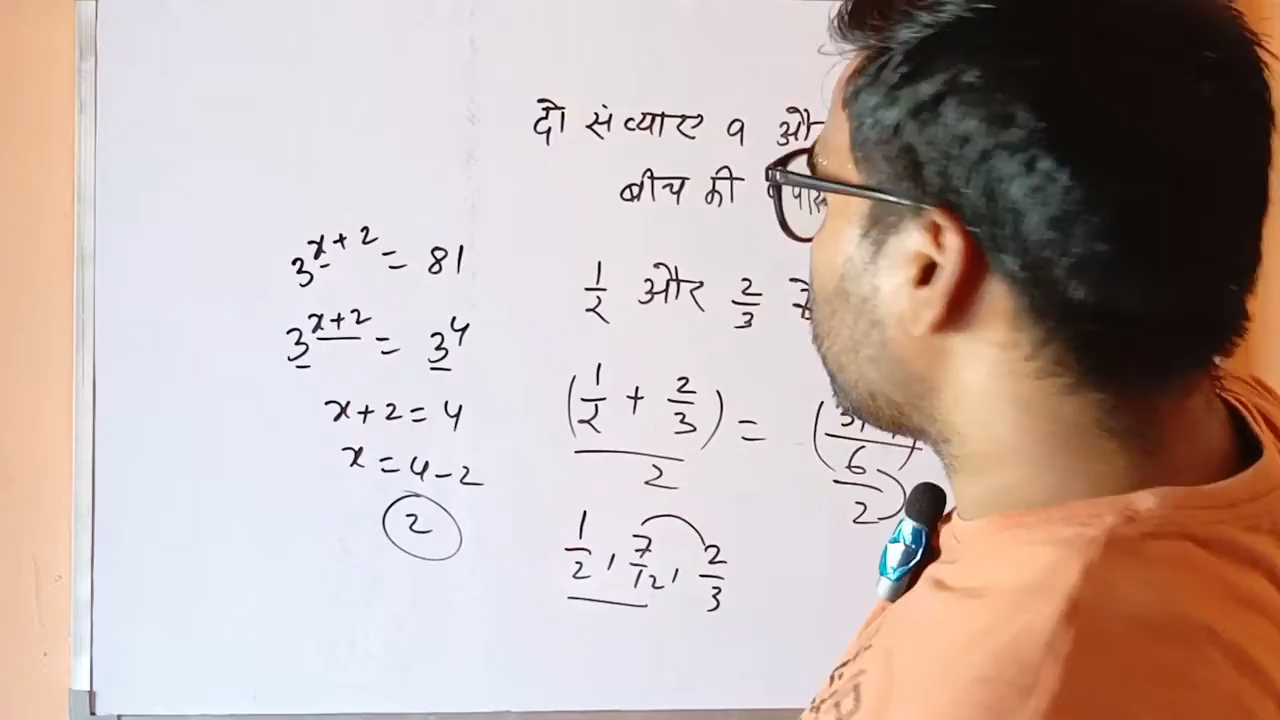 3^{x+2} = 81
3^{x+2} = 3^4
x+2 = 4
x = 4-2
2
दो संख्याए 9
बीच की
1/2 और 2/3
(1/2 + 2/3)/2 =
6
2
1/2, 7/12, 2/3